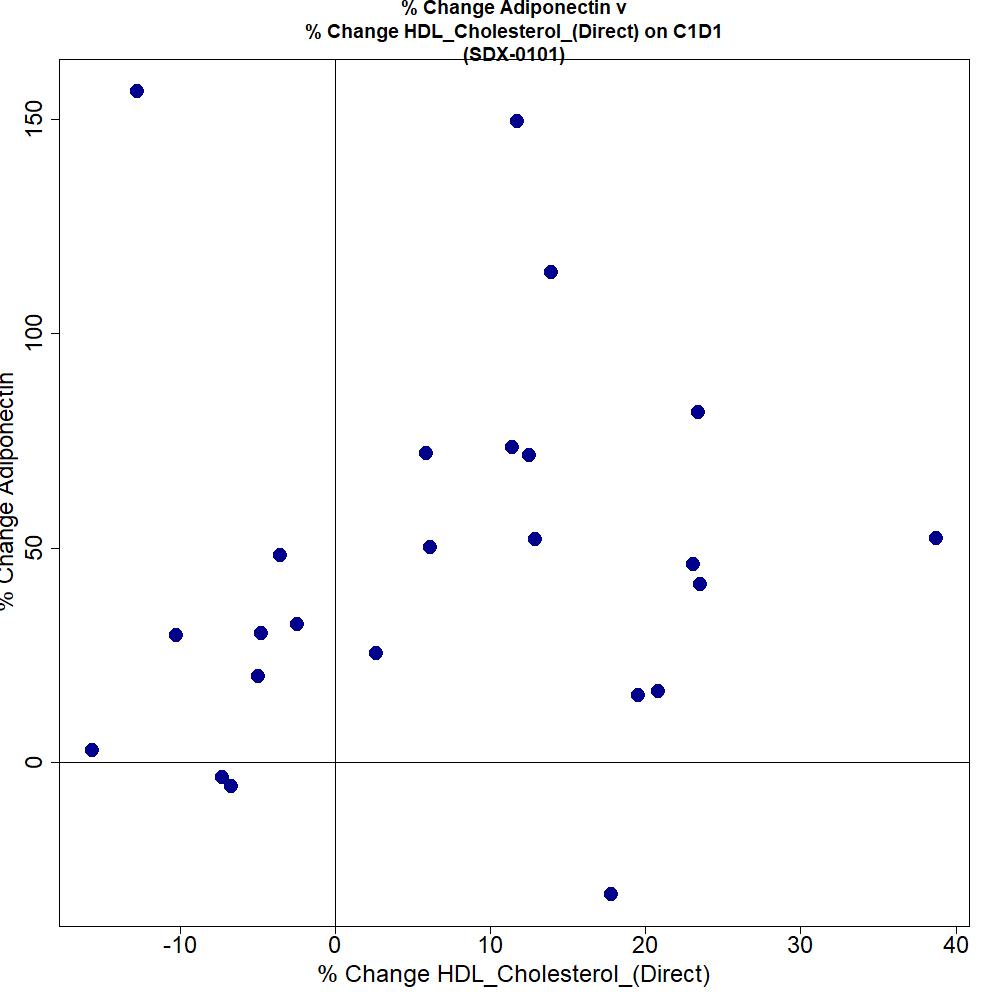 % Change Adiponectin v
% Change HDL_Cholesterol_(Direct) on C1D1
(SDX-0101)
% Change Adiponectin
150
100
50
0
-10
0
10
20
30
40
% Change HDL_Cholesterol_(Direct)